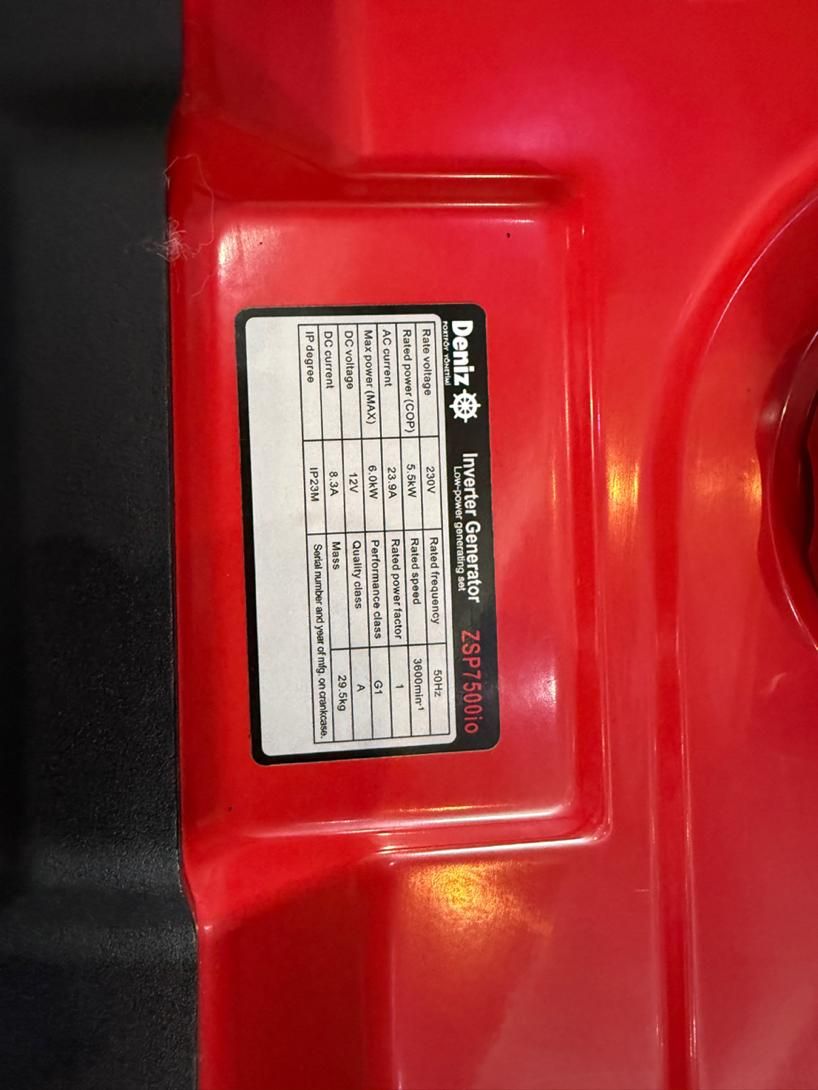 Deniz
PORTFÖY YÖNETİMİ
Inverter Generator
Low-power generating set
ZSP7500io
Rate voltage 230V Rated frequency 50Hz
Rated power (COP) 5.5kW Rated speed 3600min⁻¹
AC current 23.9A Rated power factor 1
Max power (MAX) 6.0kW Performance class G1
DC voltage 12V Quality class A
DC current 8.3A Mass 29.5kg
IP degree IP23M Serial number and year of mfg. on crankcase.